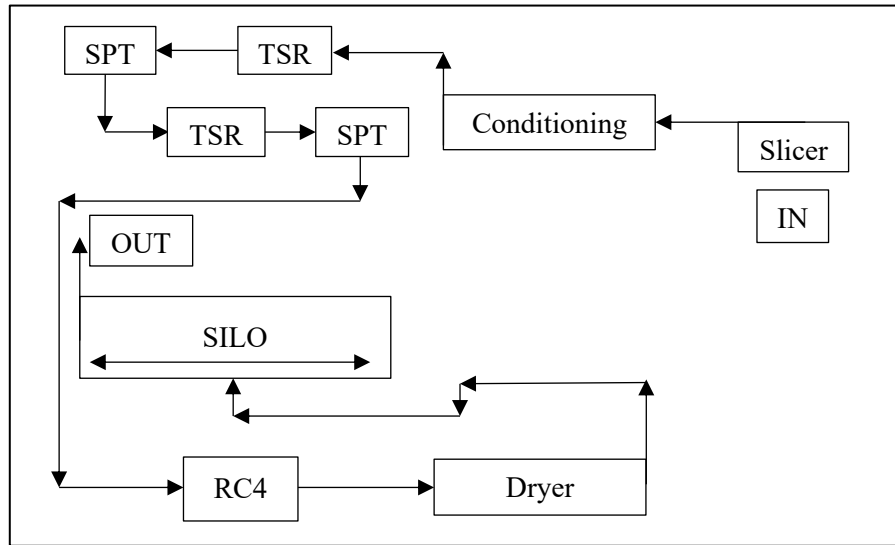 SPT
TSR
Conditioning
Slicer
TSR
SPT
IN
OUT
SILO
RC4
Dryer